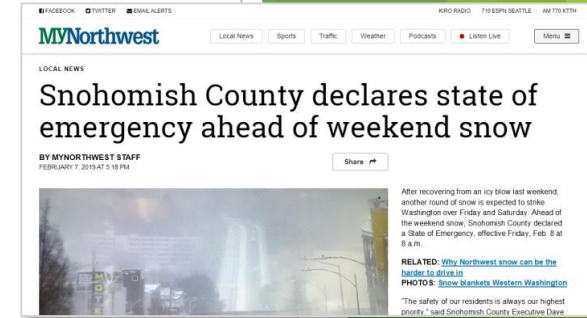 FACEBOOK TWITTER EMAIL ALERTS KIRO RADIO 710 ESPN SEATTLE AM 770 KTTH
MYNorthwest Local News Sports Traffic Weather Podcasts Listen Live Menu
LOCAL NEWS
Snohomish County declares state of
emergency ahead of weekend snow
BY MYNORTHWEST STAFF
FEBRUARY 7, 2019 AT 5:18 PM
Share
After recovering from an icy blow last weekend,
another round of snow is expected to strike
Washington over Friday and Saturday. Ahead of
the weekend snow, Snohomish County declared
a State of Emergency, effective Friday, Feb. 8 at
8 a.m.
RELATED: Why Northwest snow can be the
harder to drive in
PHOTOS: Snow blankets Western Washington
"The safety of our residents is always our highest
priority," said Snohomish County Executive Dave
MOTEL